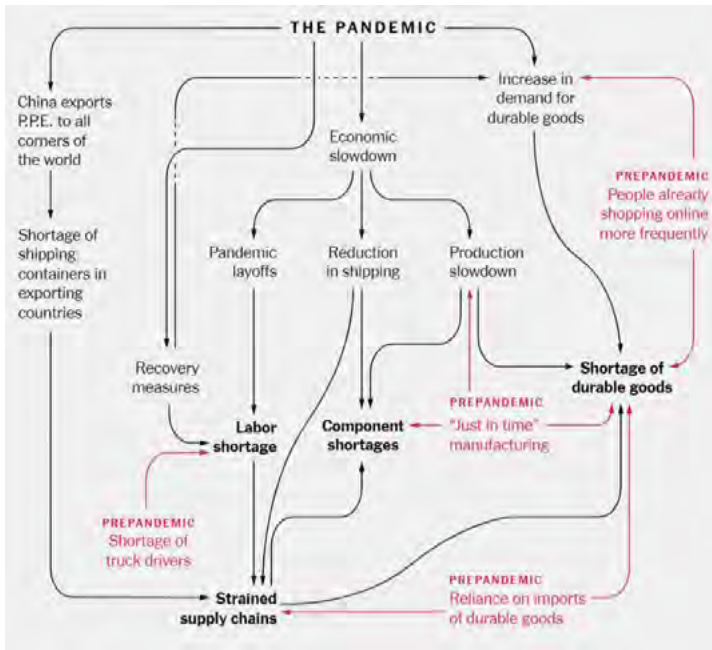 THE PANDEMIC
China exports
P.P.E. to all
corners of
the world
Increase in
demand for
durable goods
Economic
slowdown
PREPANDEMIC
People already
shopping online
more frequently
Shortage of
shipping
containers in
exporting
countries
Pandemic
layoffs
Reduction
in shipping
Production
slowdown
Recovery
measures
Shortage of
durable goods
PREPANDEMIC
"Just in time"
manufacturing
Labor
shortage
Component
shortages
PREPANDEMIC
Shortage of
truck drivers
PREPANDEMIC
Reliance on imports
of durable goods
Strained
supply chains